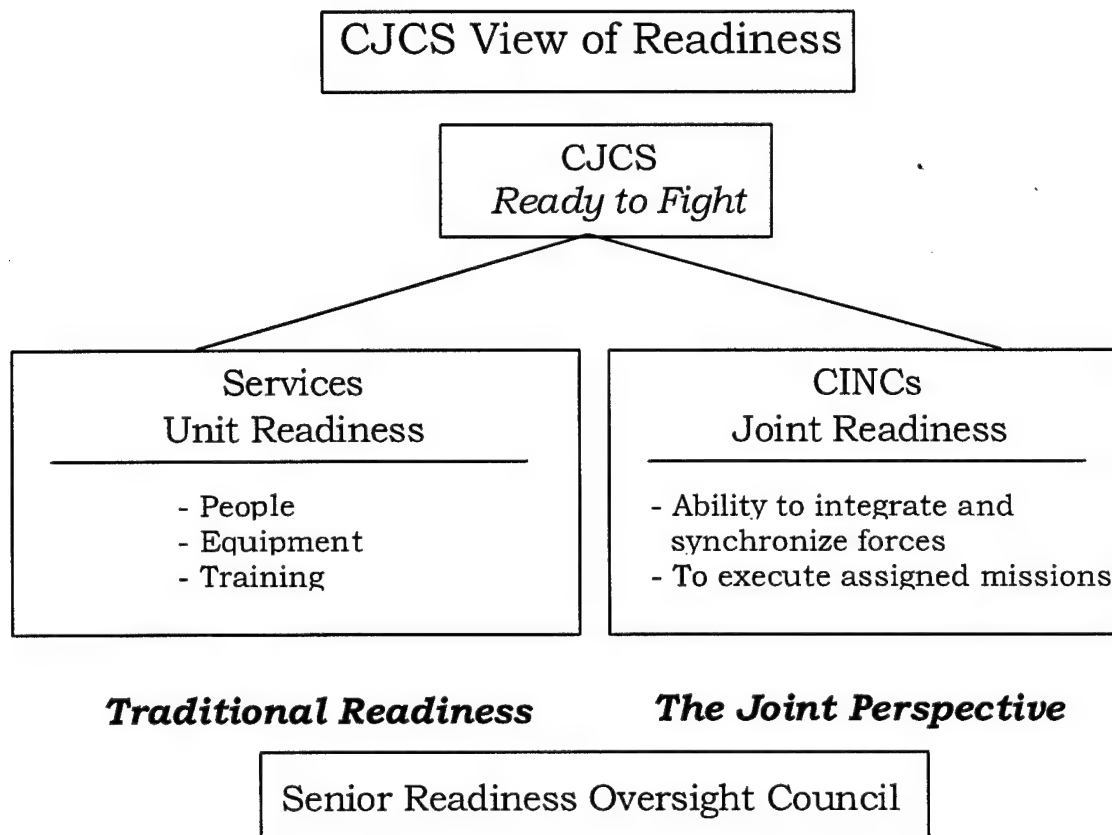 CJCS View of Readiness
CJCS
Ready to Fight
Services
Unit Readiness
- People
- Equipment
- Training
CINCs
Joint Readiness
- Ability to integrate and
synchronize forces
- To execute assigned missions
Traditional Readiness
The Joint Perspective
Senior Readiness Oversight Council